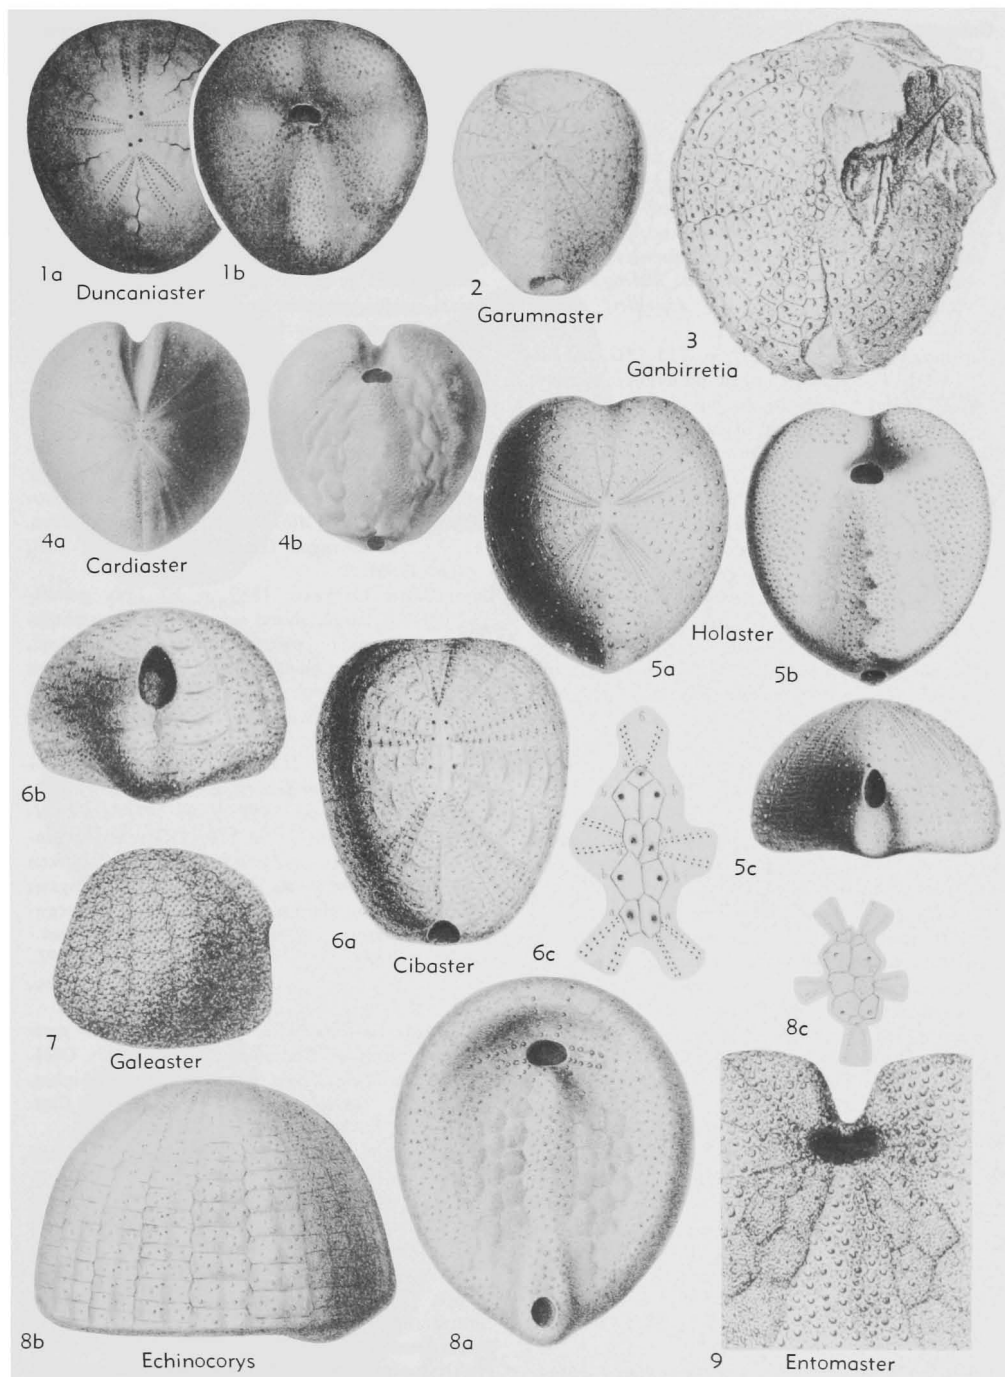 1a
1b
Duncaniaster
2
Garumnaster
3
Ganbirretia
4a
4b
Cardiaster
5a
Holaster
5b
6b
6a
Cibaster
6c
5c
7
Galeaster
8c
8b
Echinocorys
8a
9
Entomaster